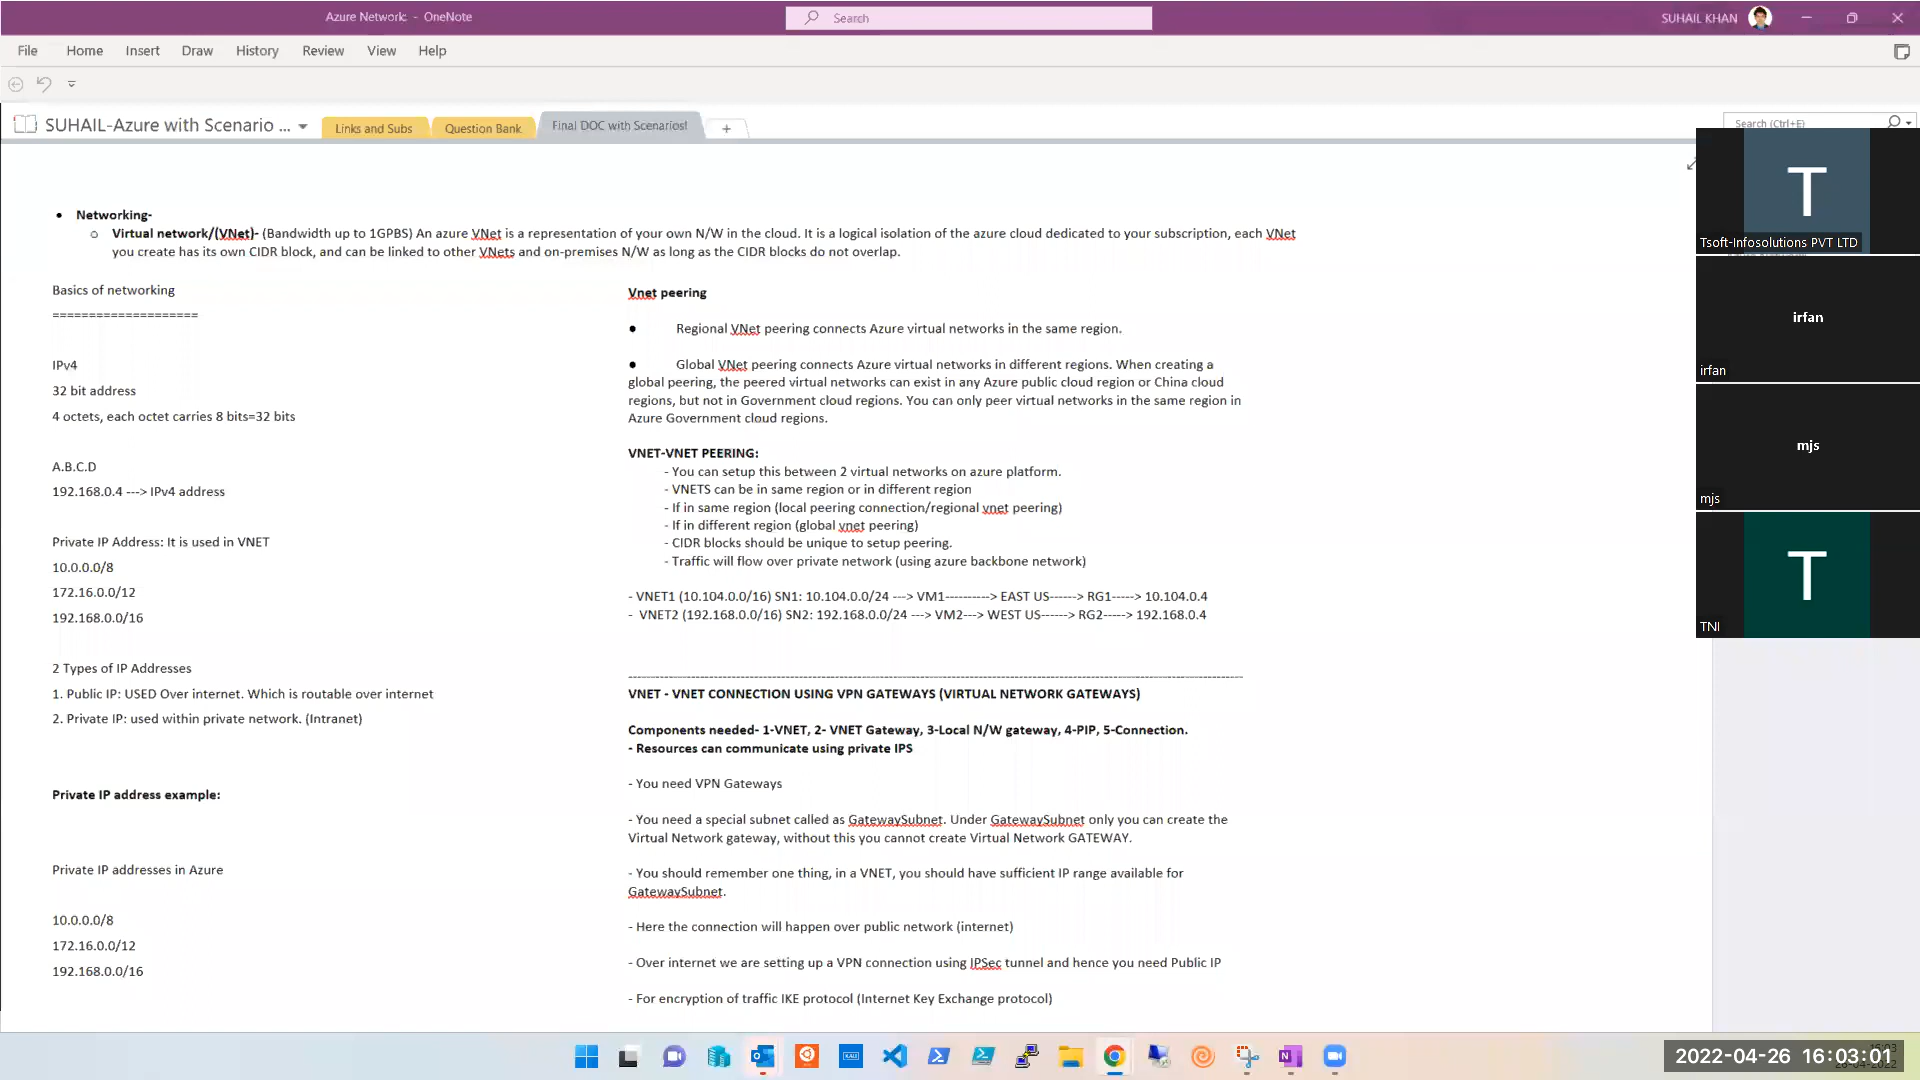 Azure Network: - OneNote
Search
SUHAIL KHAN
File Home Insert Draw History Review View Help
SUHAIL-Azure with Scenario ...
Links and Subs
Question Bank
Final DOC with Scenarios!
+
Search (Ctrl+E)
• Networking-
o Virtual network/(VNet)- (Bandwidth up to 1GPBS) An azure VNet is a representation of your own N/W in the cloud. It is a logical isolation of the azure cloud dedicated to your subscription, each VNet
you create has its own CIDR block, and can be linked to other VNets and on-premises N/W as long as the CIDR blocks do not overlap.
Basics of networking
=====================
IPv4
32 bit address
4 octets, each octet carries 8 bits=32 bits
A.B.C.D
192.168.0.4 ---> IPv4 address
Private IP Address: It is used in VNET
10.0.0.0/8
172.16.0.0/12
192.168.0.0/16
2 Types of IP Addresses
1. Public IP: USED Over internet. Which is routable over internet
2. Private IP: used within private network. (Intranet)
Private IP address example:
Private IP addresses in Azure
10.0.0.0/8
172.16.0.0/12
192.168.0.0/16
Vnet peering
● Regional VNet peering connects Azure virtual networks in the same region.
● Global VNet peering connects Azure virtual networks in different regions. When creating a
global peering, the peered virtual networks can exist in any Azure public cloud region or China cloud
regions, but not in Government cloud regions. You can only peer virtual networks in the same region in
Azure Government cloud regions.
VNET-VNET PEERING:
- You can setup this between 2 virtual networks on azure platform.
- VNETS can be in same region or in different region
- If in same region (local peering connection/regional vnet peering)
- If in different region (global vnet peering)
- CIDR blocks should be unique to setup peering.
- Traffic will flow over private network (using azure backbone network)
- VNET1 (10.104.0.0/16) SN1: 10.104.0.0/24 ---> VM1----------> EAST US------> RG1-----> 10.104.0.4
- VNET2 (192.168.0.0/16) SN2: 192.168.0.0/24 ---> VM2---> WEST US------> RG2-----> 192.168.0.4
VNET - VNET CONNECTION USING VPN GATEWAYS (VIRTUAL NETWORK GATEWAYS)
Components needed- 1-VNET, 2- VNET Gateway, 3-Local N/W gateway, 4-PIP, 5-Connection.
- Resources can communicate using private IPS
- You need VPN Gateways
- You need a special subnet called as GatewaySubnet. Under GatewaySubnet only you can create the
Virtual Network gateway, without this you cannot create Virtual Network GATEWAY.
- You should remember one thing, in a VNET, you should have sufficient IP range available for
GatewaySubnet.
- Here the connection will happen over public network (internet)
- Over internet we are setting up a VPN connection using IPSec tunnel and hence you need Public IP
- For encryption of traffic IKE protocol (Internet Key Exchange protocol)
T
Tsoft-Infosolutions PVT LTD
irfan
irfan
mjs
mjs
T
TNI
2022-04-26 16:03:01